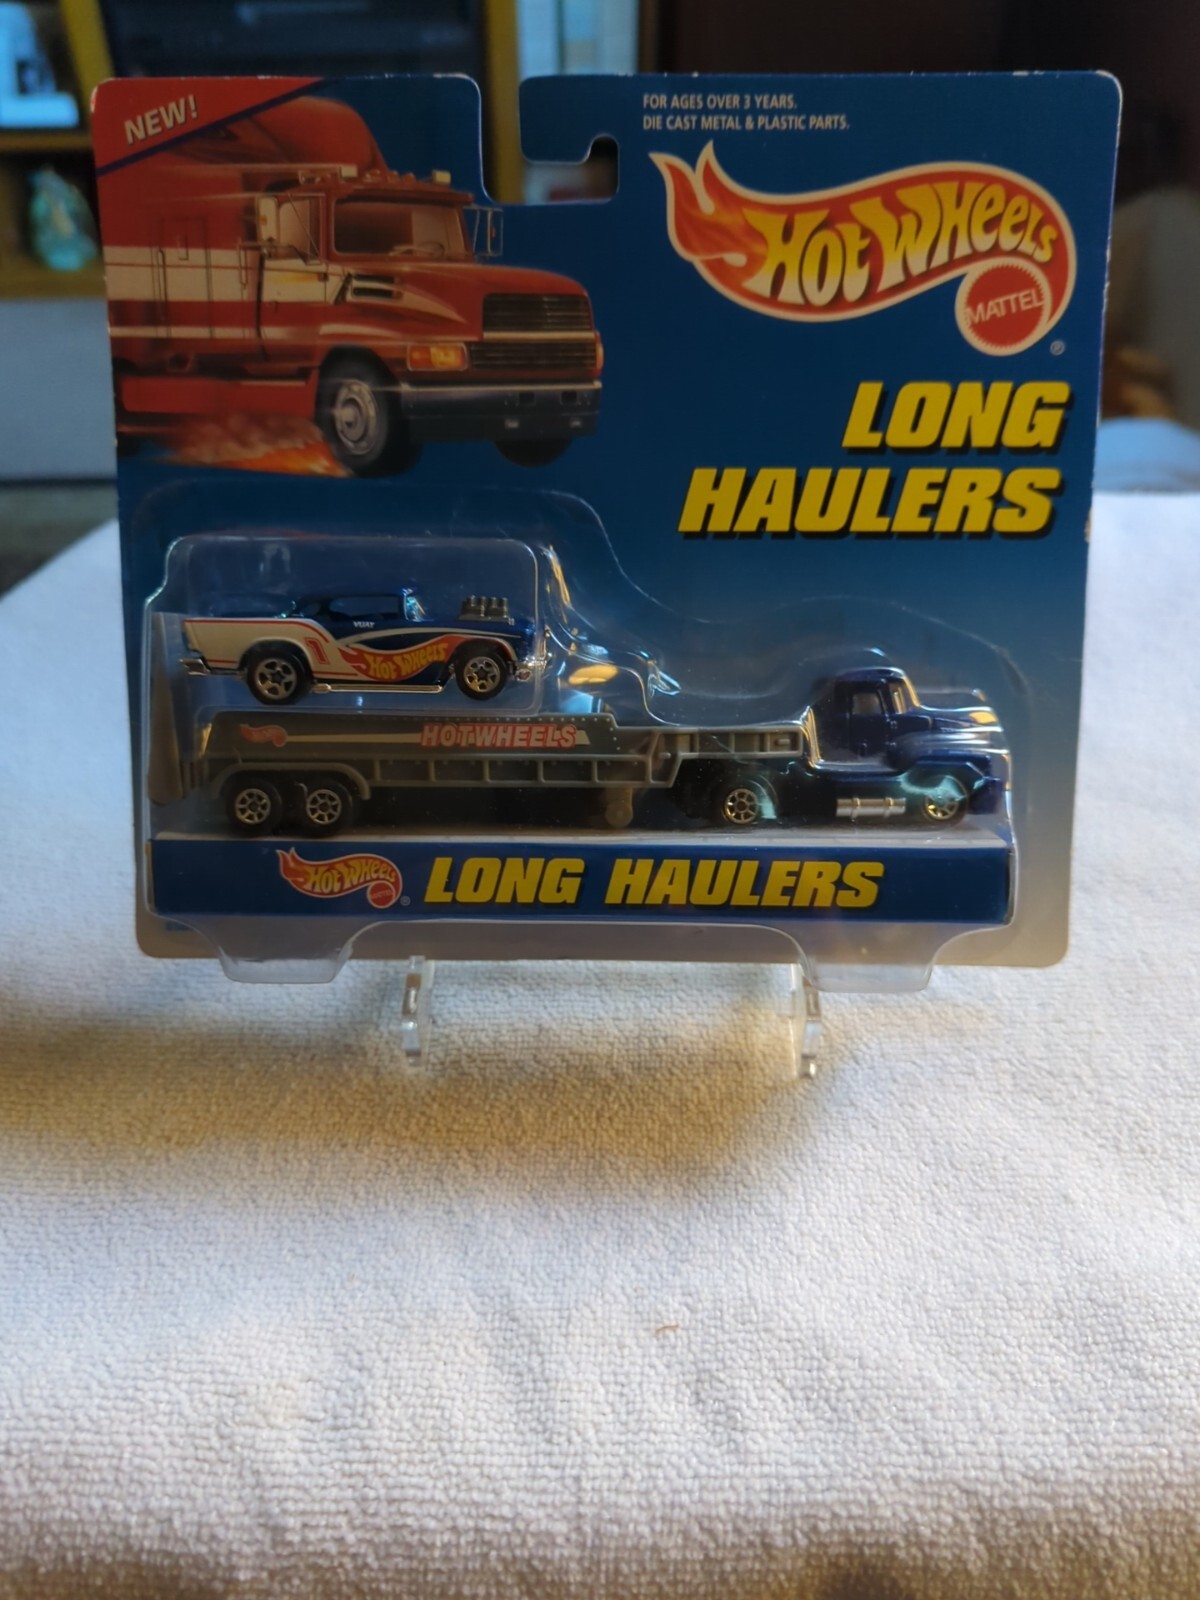 NEW!
FOR AGES OVER 3 YEARS.
DIE CAST METAL & PLASTIC PARTS.
HOT WHEELS
MATTEL
®
LONG
HAULERS
1
HOT WHEELS
HOTWHEELS
HOT WHEELS
MATTEL
®
LONG HAULERS